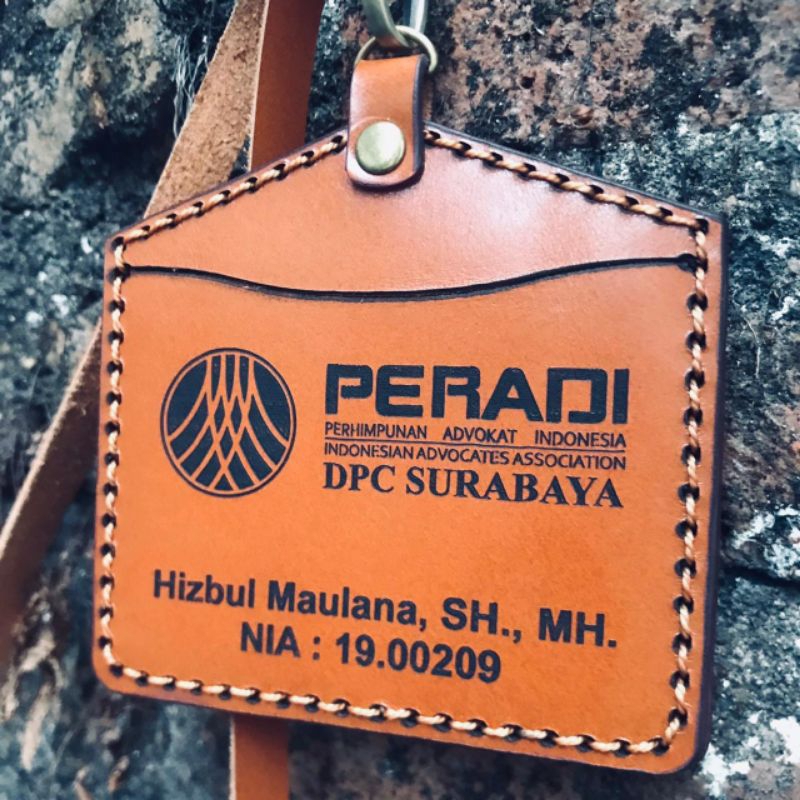 PERADI
PERHIMPUNAN ADVOKAT INDONESIA
INDONESIAN ADVOCATES ASSOCIATION
DPC SURABAYA
Hizbul Maulana, SH., MH.
NIA : 19.00209